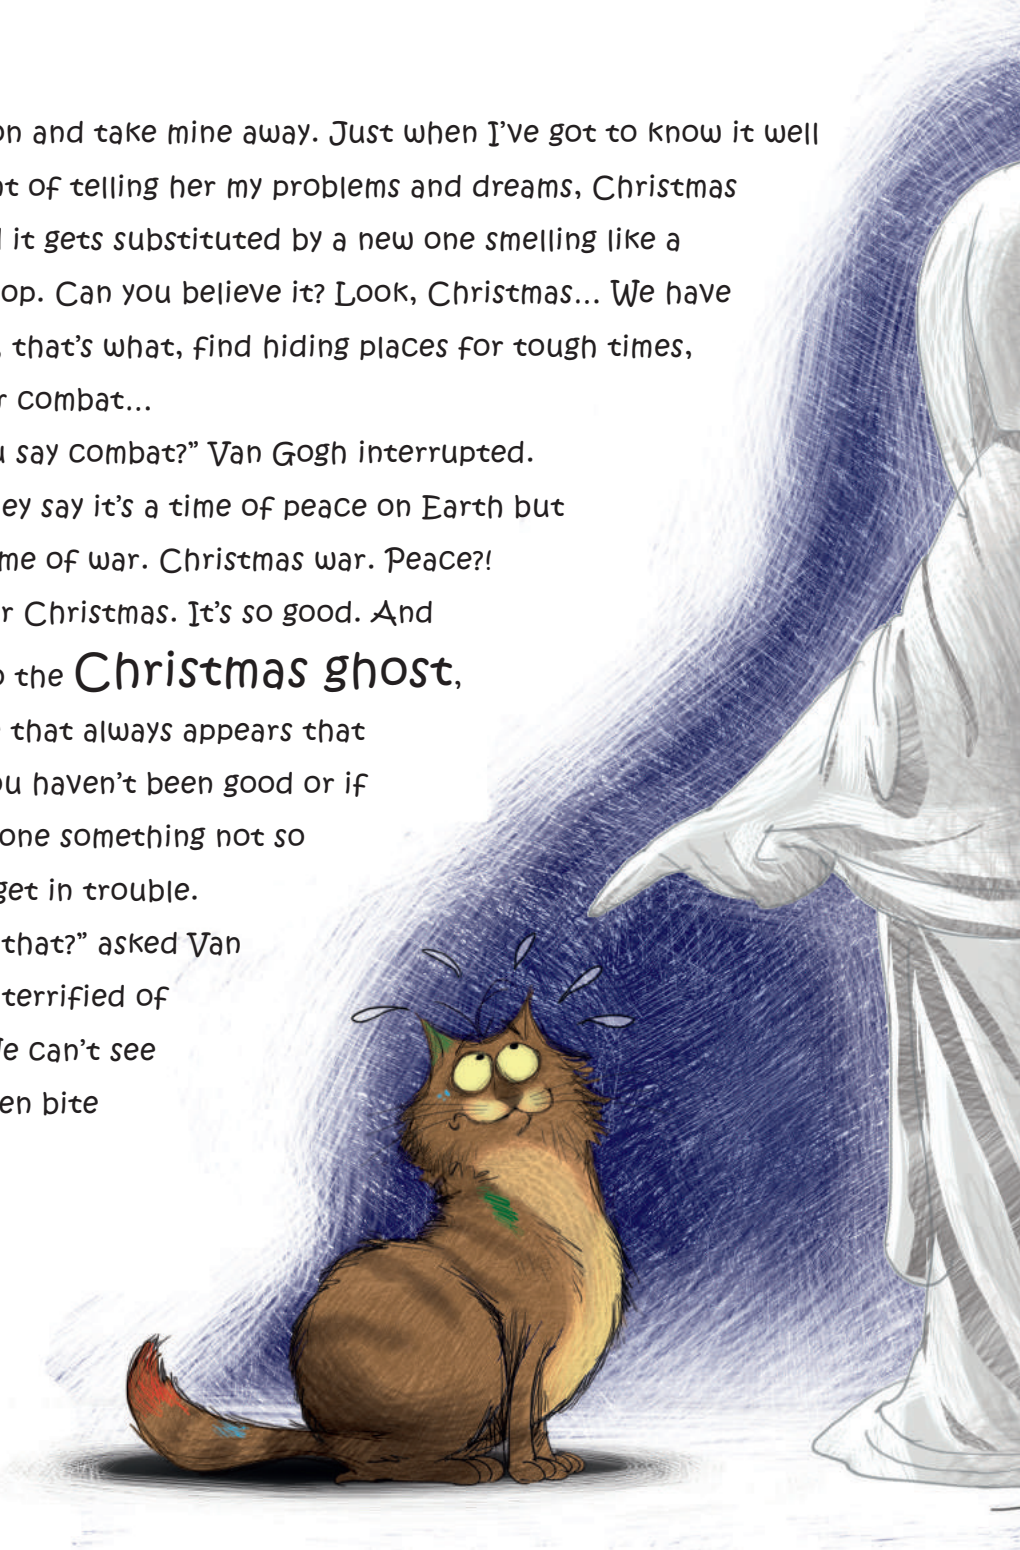 on and take mine away. Just when I've got to know it well
of telling her my problems and dreams, Christmas
it gets substituted by a new one smelling like a
op. Can you believe it? Look, Christmas... We have
that's what, find hiding places for tough times,
r combat...
u say combat?" Van Gogh interrupted.
ey say it's a time of peace on Earth but
me of war. Christmas war. Peace?!
r Christmas. It's so good. And
the Christmas ghost,
that always appears that
ou haven't been good or if
one something not so
get in trouble.
that?" asked Van
terrified of
can't see
en bite